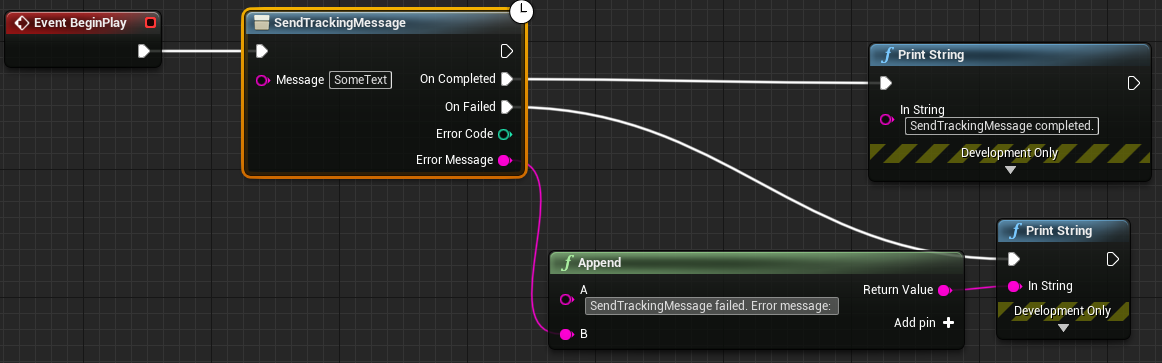 Event BeginPlay
SendTrackingMessage
Message SomeText
On Completed
On Failed
Error Code
Error Message
f Print String
In String
SendTrackingMessage completed.
Development Only
f Append
A
SendTrackingMessage failed. Error message:
B
Return Value
Add pin
f Print String
In String
Development Only